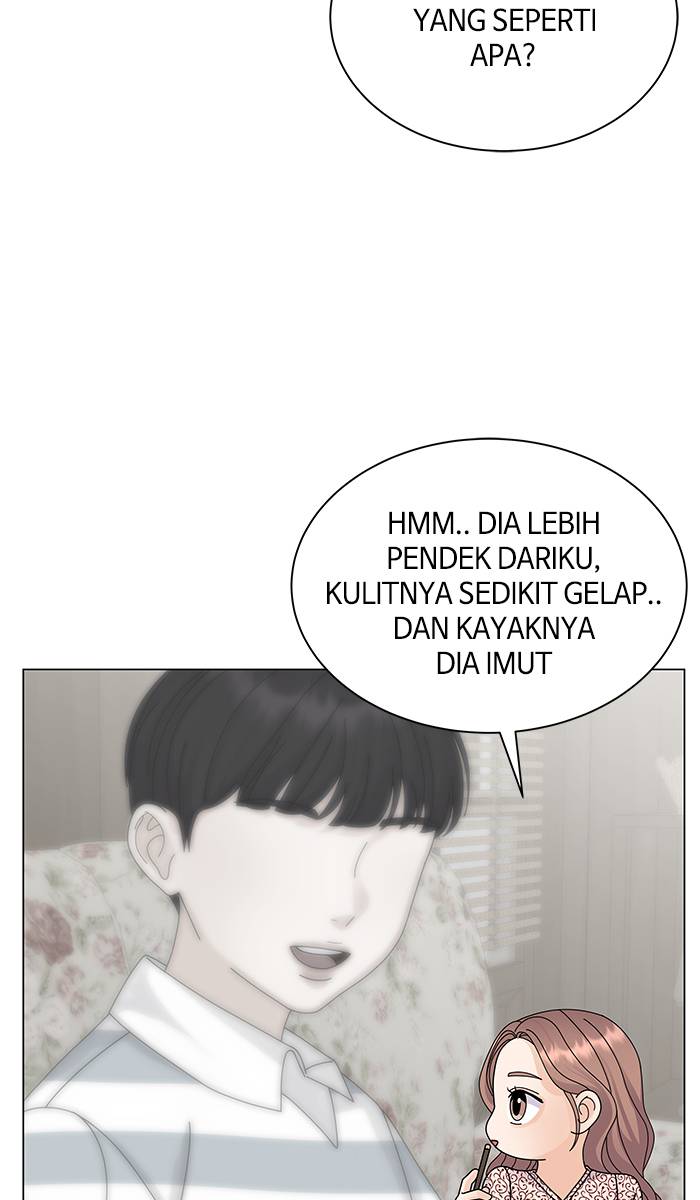 YANG SEPERTI
APA?
HMM.. DIA LEBIH
PENDEK DARIKU,
KULITNYA SEDIKIT GELAP..
DAN KAYAKNYA
DIA IMUT